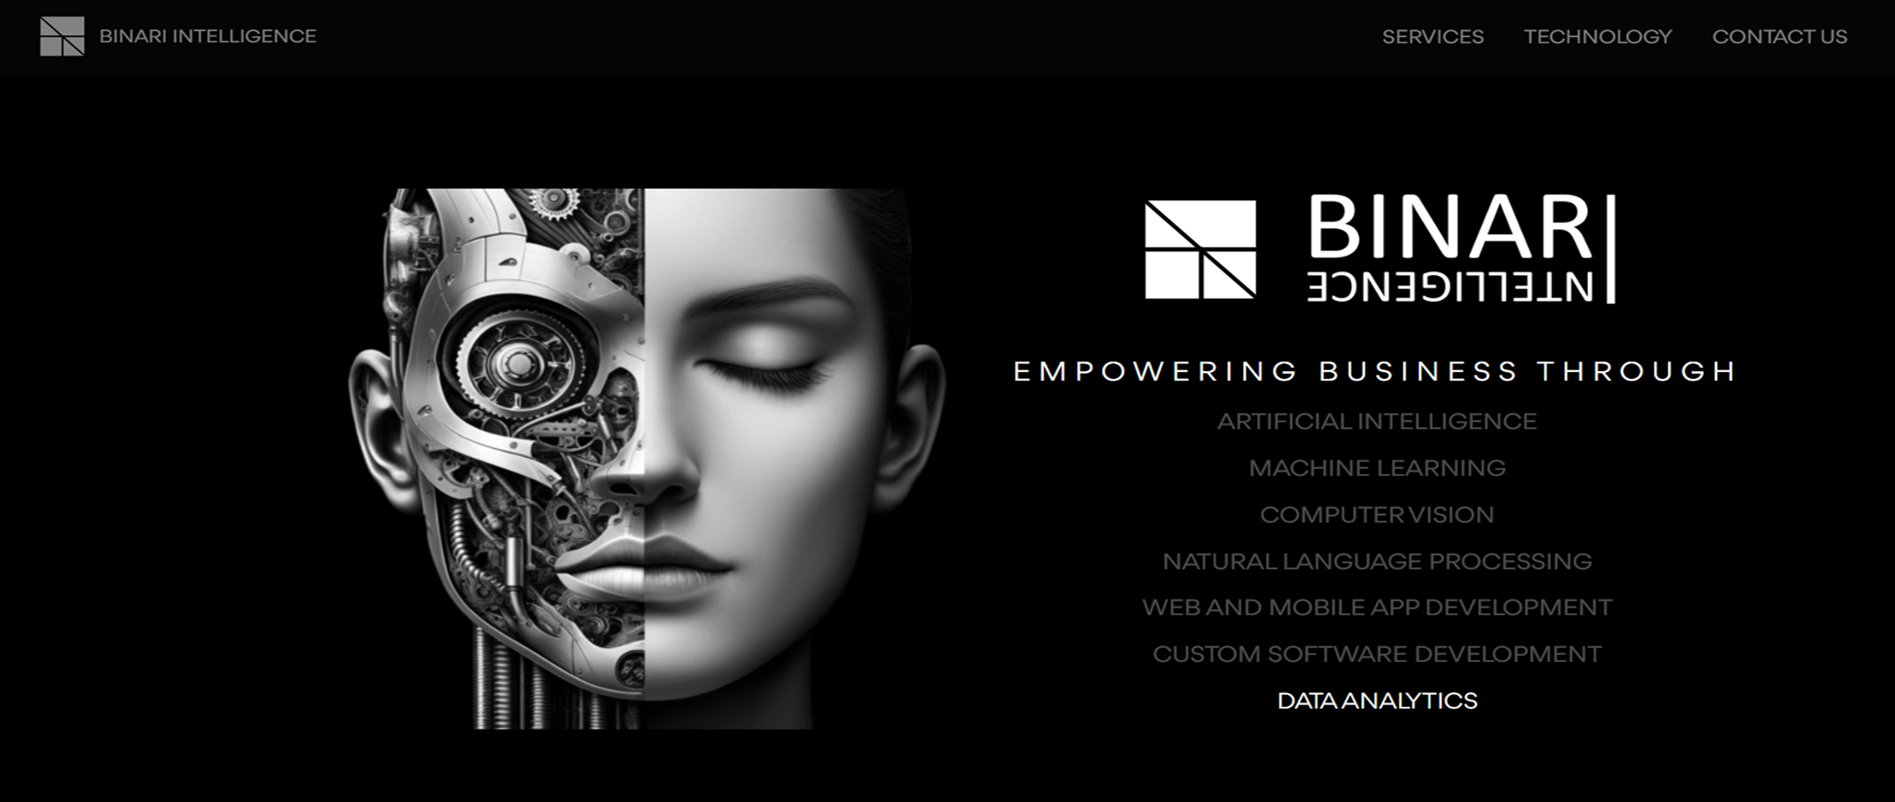 BINARI INTELLIGENCE
SERVICES TECHNOLOGY CONTACT US
BINARI
INTELLIGENCE
EMPOWERING BUSINESS THROUGH
ARTIFICIAL INTELLIGENCE
MACHINE LEARNING
COMPUTER VISION
NATURAL LANGUAGE PROCESSING
WEB AND MOBILE APP DEVELOPMENT
CUSTOM SOFTWARE DEVELOPMENT
DATA ANALYTICS